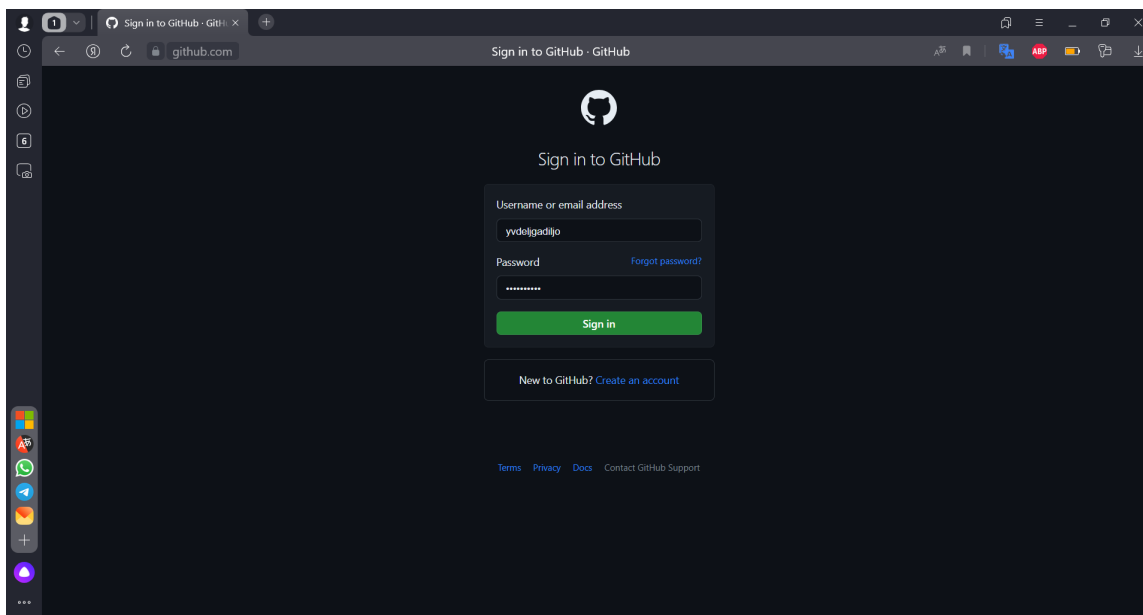 1
Sign in to GitHub · GitH
github.com
Sign in to GitHub · GitHub
ABP
6
Sign in to GitHub
Username or email address
yvdeljgadiljo
Password
Forgot password?
••••••••••
Sign in
New to GitHub? Create an account
Terms Privacy Docs Contact GitHub Support